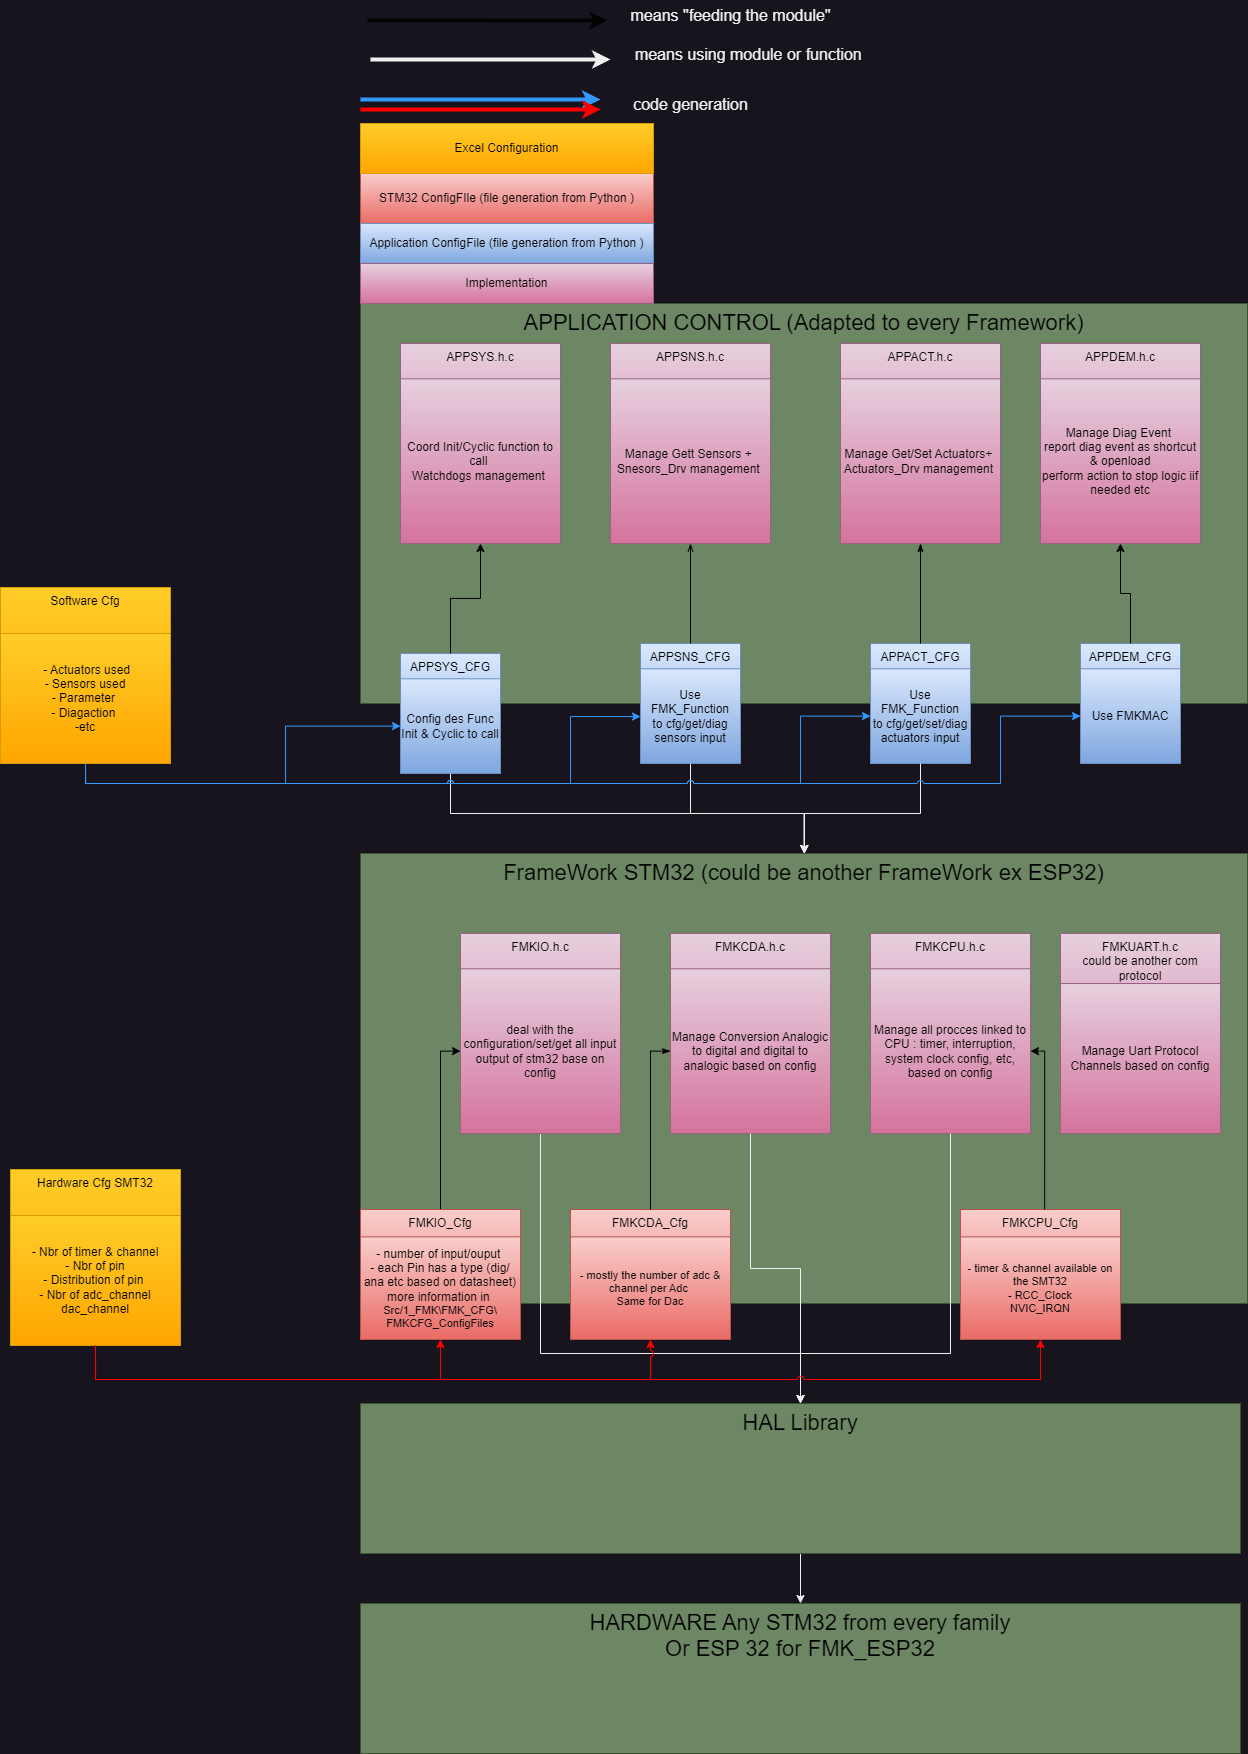 means "feeding the module"
means using module or function
code generation
Excel Configuration
STM32 ConfigFIle (file generation from Python )
Application ConfigFile (file generation from Python )
Implementation
APPLICATION CONTROL (Adapted to every Framework)
APPSYS.h.c
Coord Init/Cyclic function to
call
Watchdogs management
APPSNS.h.c
Manage Gett Sensors +
Snesors_Drv management
APPACT.h.c
Manage Get/Set Actuators+
Actuators_Drv management
APPDEM.h.c
Manage Diag Event
report diag event as shortcut
& openload
perform action to stop logic iif
needed etc
Software Cfg
- Actuators used
- Sensors used
- Parameter
- Diagaction
-etc
APPSYS_CFG
Config des Func
Init & Cyclic to call
APPSNS_CFG
Use
FMK_Function
to cfg/get/diag
sensors input
APPACT_CFG
Use
FMK_Function
to cfg/get/set/diag
actuators input
APPDEM_CFG
Use FMKMAC
FrameWork STM32 (could be another FrameWork ex ESP32)
FMKIO.h.c
deal with the
configuration/set/get all input
output of stm32 base on
config
FMKCDA.h.c
Manage Conversion Analogic
to digital and digital to
analogic based on config
FMKCPU.h.c
Manage all procces linked to
CPU : timer, interruption,
system clock config, etc,
based on config
FMKUART.h.c
could be another com
protocol
Manage Uart Protocol
Channels based on config
Hardware Cfg SMT32
- Nbr of timer & channel
- Nbr of pin
- Distribution of pin
- Nbr of adc_channel
dac_channel
FMKIO_Cfg
- number of input/ouput
- each Pin has a type (dig/
ana etc based on datasheet)
more information in
Src/1_FMK\FMK_CFG\
FMKCFG_ConfigFiles
FMKCDA_Cfg
- mostly the number of adc &
channel per Adc
Same for Dac
FMKCPU_Cfg
- timer & channel available on
the SMT32
- RCC_Clock
NVIC_IRQN
HAL Library
HARDWARE Any STM32 from every family
Or ESP 32 for FMK_ESP32